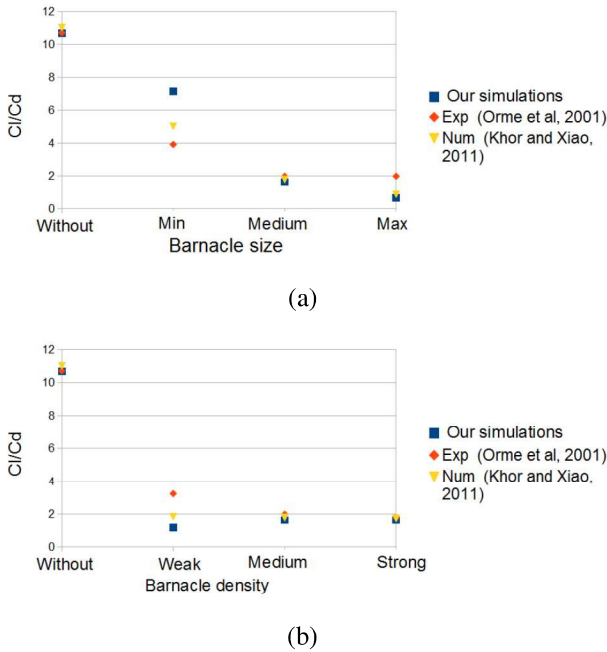 12
10
8
6
4
2
0
Cl/Cd
Without
Min
Medium
Max
Barnacle size
Our simulations
Exp (Orme et al, 2001)
Num (Khor and Xiao,
2011)
(a)
12
10
8
6
4
2
0
Cl/Cd
Without
Weak
Medium
Strong
Barnacle density
Our simulations
Exp (Orme et al, 2001)
Num (Khor and Xiao,
2011)
(b)